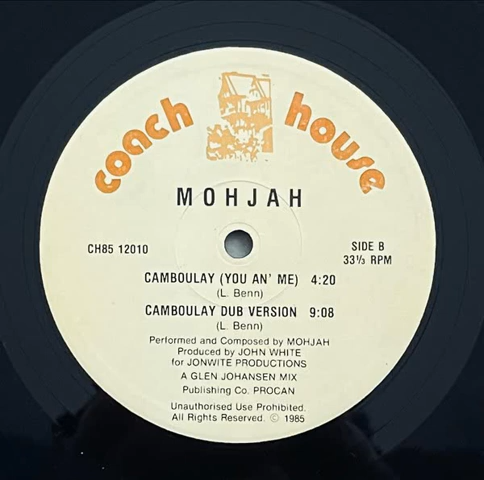 coach house
MOHJAH
CH85 12010
SIDE B
33⅓ RPM
CAMBOULAY (YOU AN' ME) 4:20
(L. Benn)
CAMBOULAY DUB VERSION 9:08
(L. Benn)
Performed and Composed by MOHJAH
Produced by JOHN WHITE
for JONWITE PRODUCTIONS
A GLEN JOHANSEN MIX
Publishing Co. PROCAN
Unauthorised Use Prohibited.
All Rights Reserved. © 1985